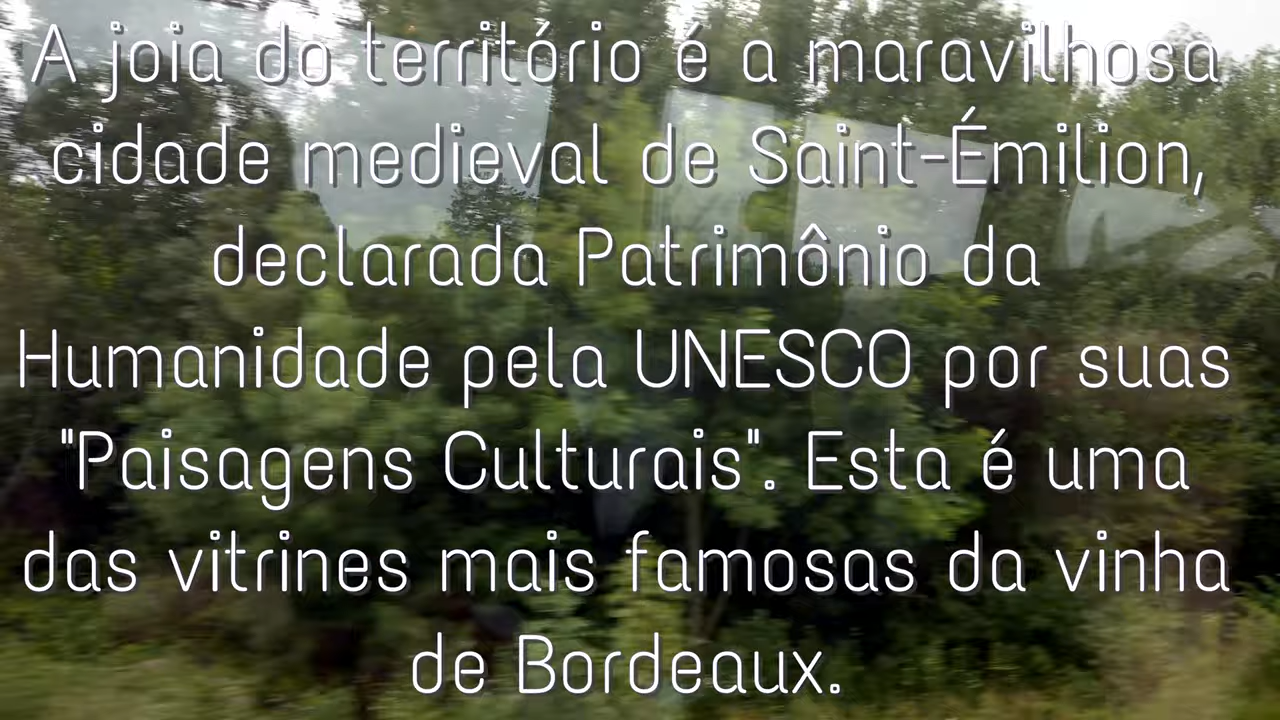 A joia do território é a maravilhosa
cidade medieval de Saint-Émilion,
declarada Patrimônio da
Humanidade pela UNESCO por suas
"Paisagens Culturais". Esta é uma
das vitrines mais famosas da vinha
de Bordeaux.